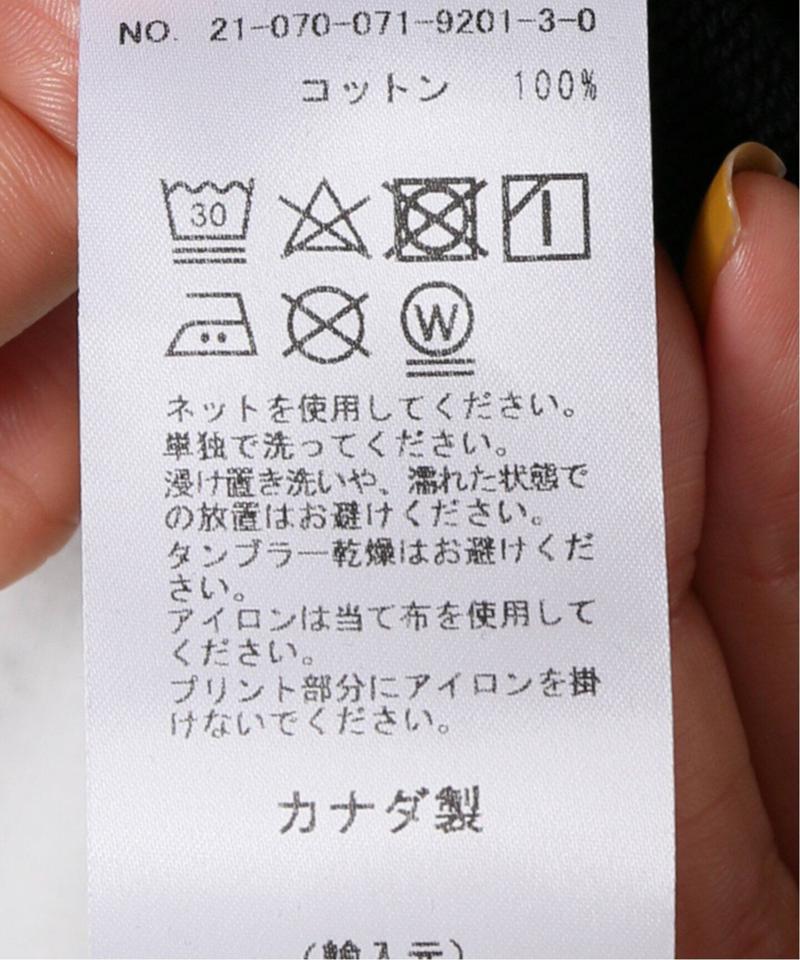 NO. 21-070-071-9201-3-0
コットン 100%
30
W
ネットを使用してください。
単独で洗ってください。
浸け置き洗いや、濡れた状態で
の放置はお避けください。
タンブラー乾燥はお避けくだ
さい。
アイロンは当て布を使用して
ください。
プリント部分にアイロンを掛
けないでください。
カナダ製
(輸入元)